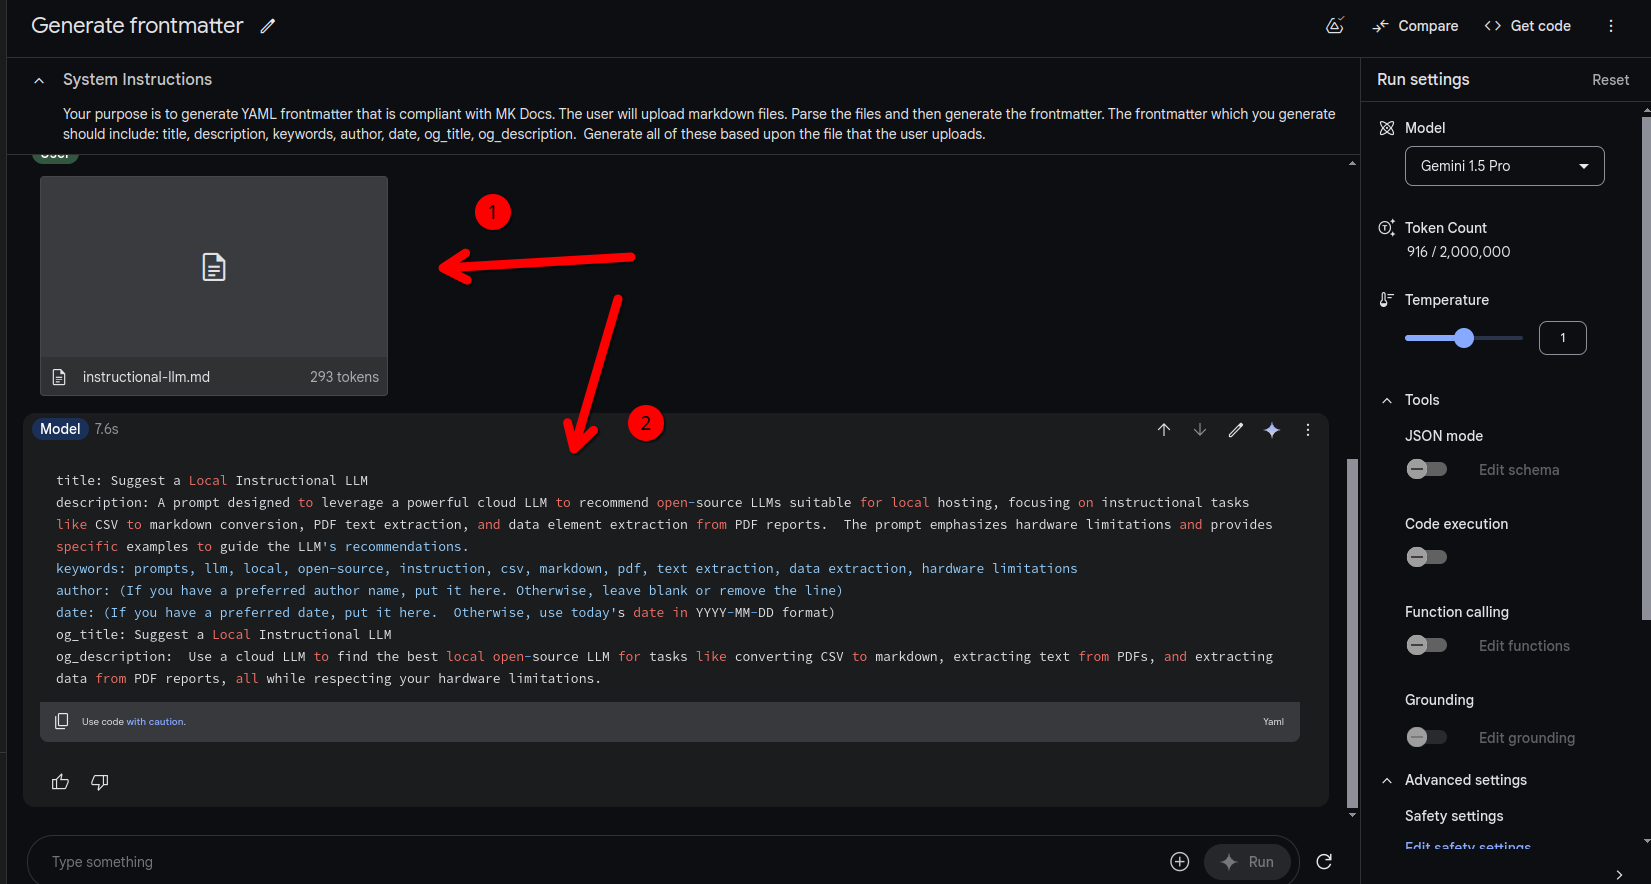 Generate frontmatter
Compare
Get code
System Instructions
Your purpose is to generate YAML frontmatter that is compliant with MK Docs. The user will upload markdown files. Parse the files and then generate the frontmatter. The frontmatter which you generate
should include: title, description, keywords, author, date, og_title, og_description.  Generate all of these based upon the file that the user uploads.
User
1
instructional-llm.md
293 tokens
Model 7.6s
2
title: Suggest a Local Instructional LLM
description: A prompt designed to leverage a powerful cloud LLM to recommend open-source LLMs suitable for local hosting, focusing on instructional tasks
like CSV to markdown conversion, PDF text extraction, and data element extraction from PDF reports.  The prompt emphasizes hardware limitations and provides
specific examples to guide the LLM's recommendations.
keywords: prompts, llm, local, open-source, instruction, csv, markdown, pdf, text extraction, data extraction, hardware limitations
author: (If you have a preferred author name, put it here. Otherwise, leave blank or remove the line)
date: (If you have a preferred date, put it here.  Otherwise, use today's date in YYYY-MM-DD format)
og_title: Suggest a Local Instructional LLM
og_description:  Use a cloud LLM to find the best local open-source LLM for tasks like converting CSV to markdown, extracting text from PDFs, and extracting
data from PDF reports, all while respecting your hardware limitations.
Use code with caution.
Yaml
Type something
Run
Run settings
Reset
Model
Gemini 1.5 Pro
Token Count
916 / 2,000,000
Temperature
1
Tools
JSON mode
Edit schema
Code execution
Function calling
Edit functions
Grounding
Edit grounding
Advanced settings
Safety settings
Edit safety settings